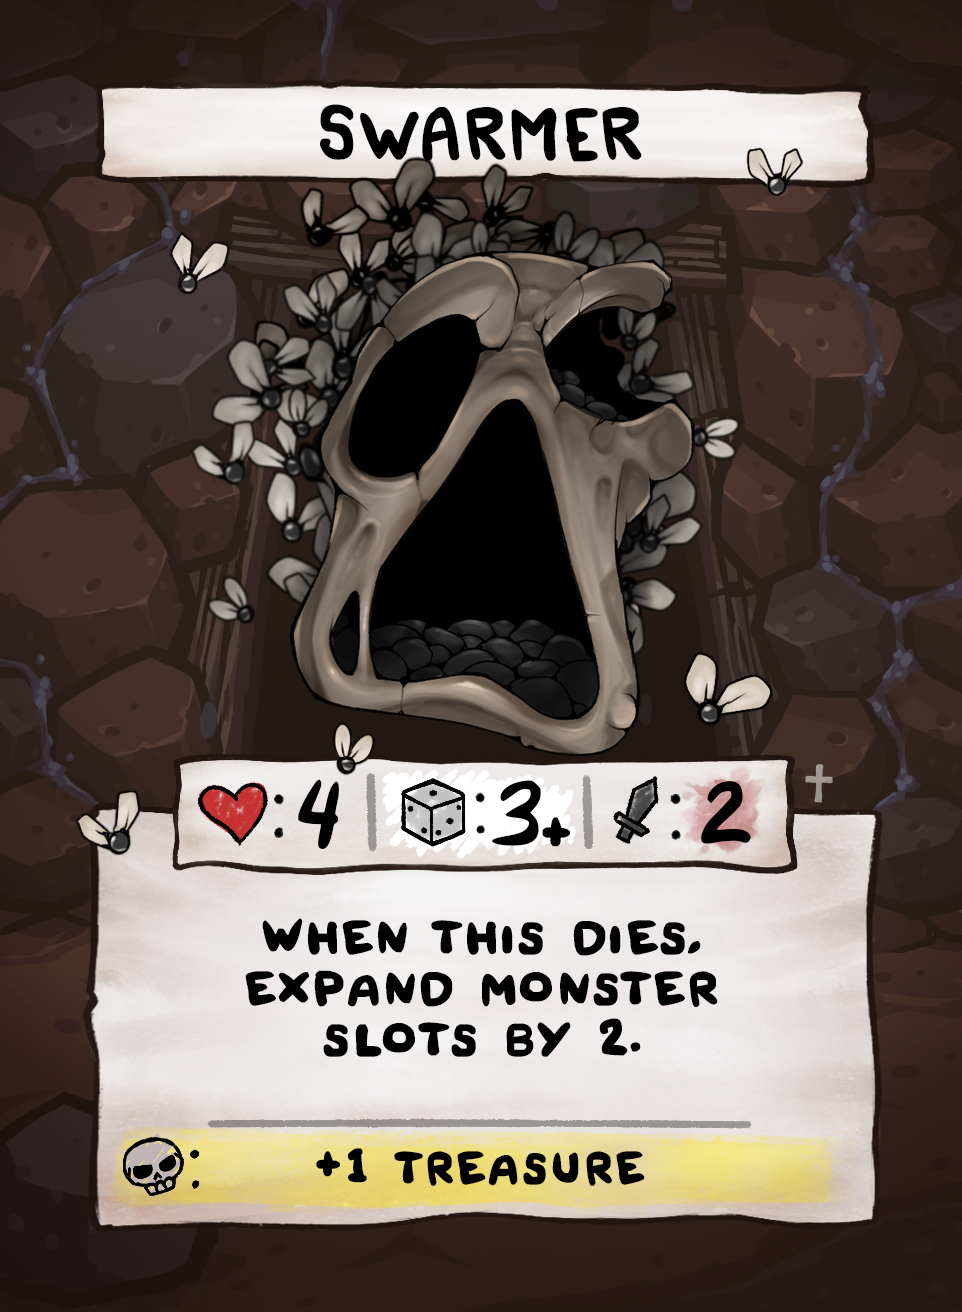 SWARMER
: 4 | : 3+ | : 2
WHEN THIS DIES,
EXPAND MONSTER
SLOTS BY 2.
: +1 TREASURE